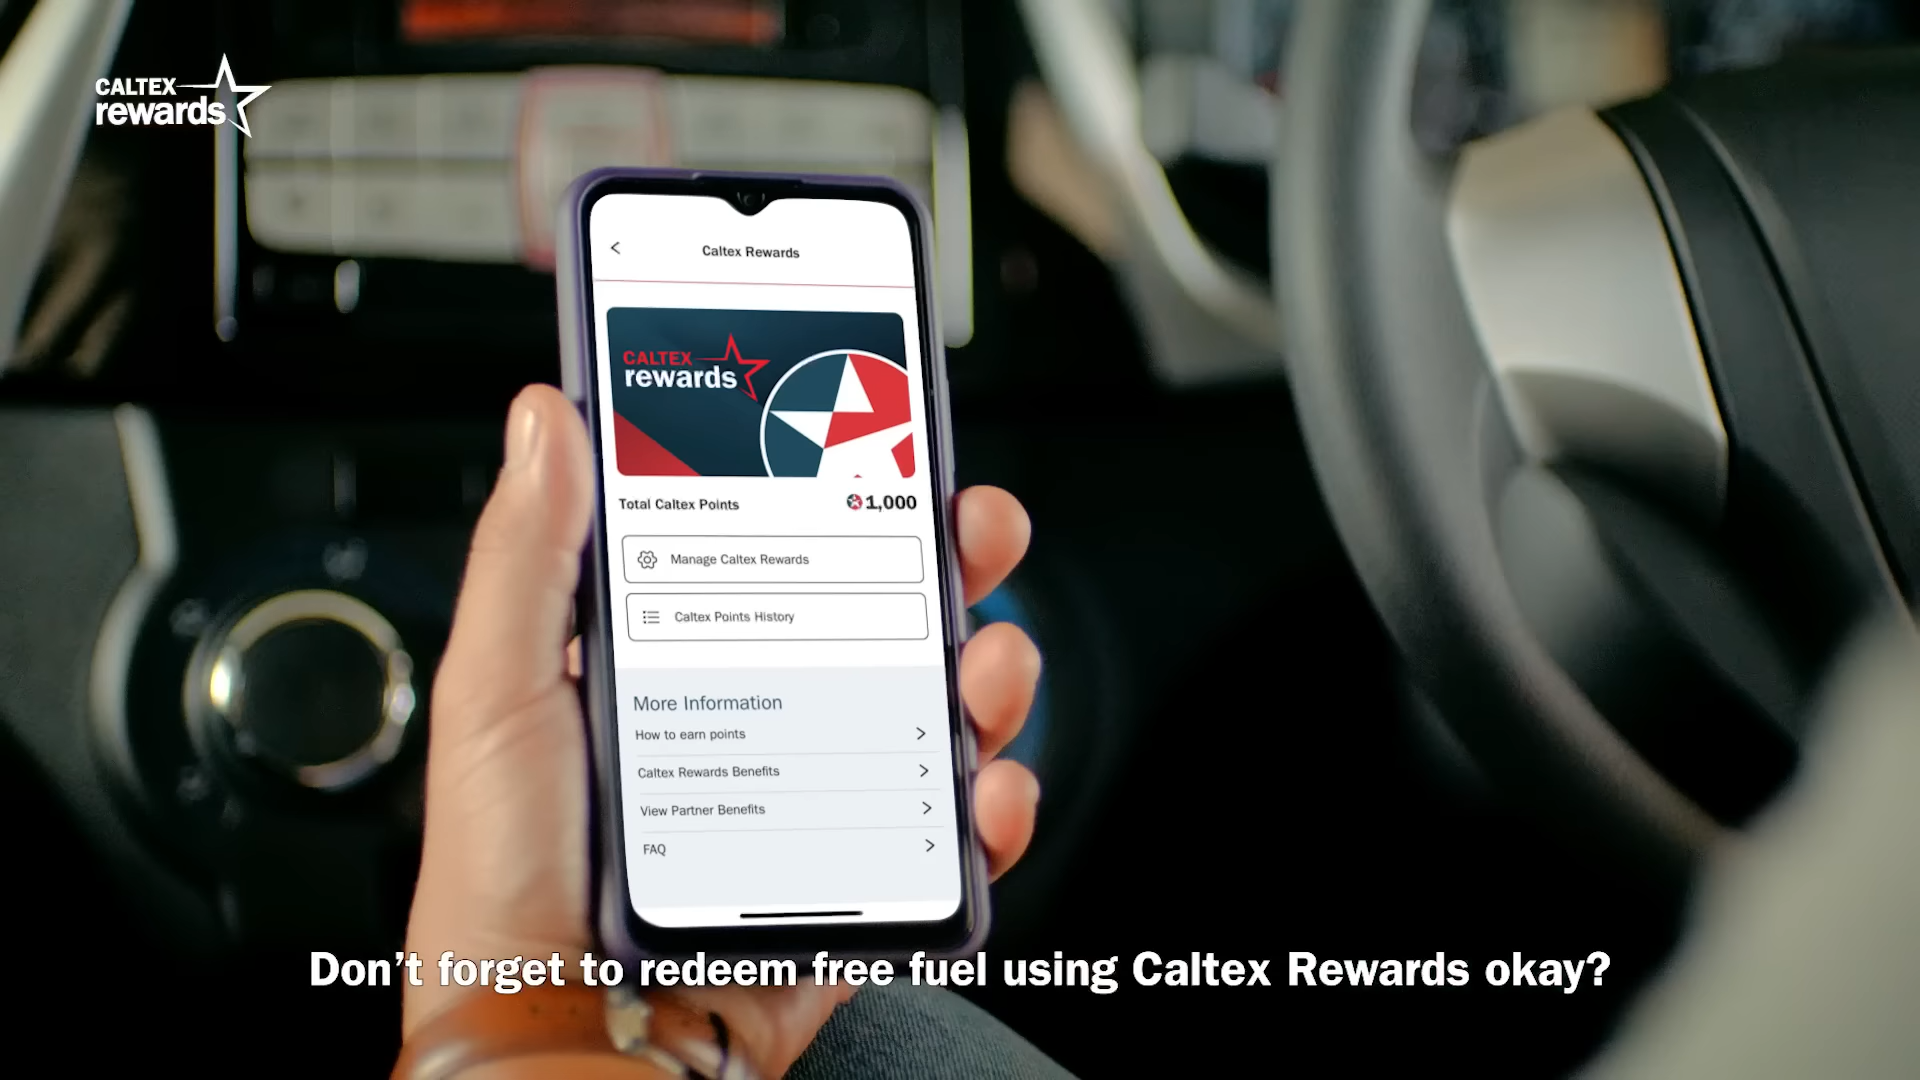 CALTEX
rewards
Caltex Rewards
CALTEX
rewards
Total Caltex Points 1,000
Manage Caltex Rewards
Caltex Points History
More Information
How to earn points
Caltex Rewards Benefits
View Partner Benefits
FAQ
Don't forget to redeem free fuel using Caltex Rewards okay?